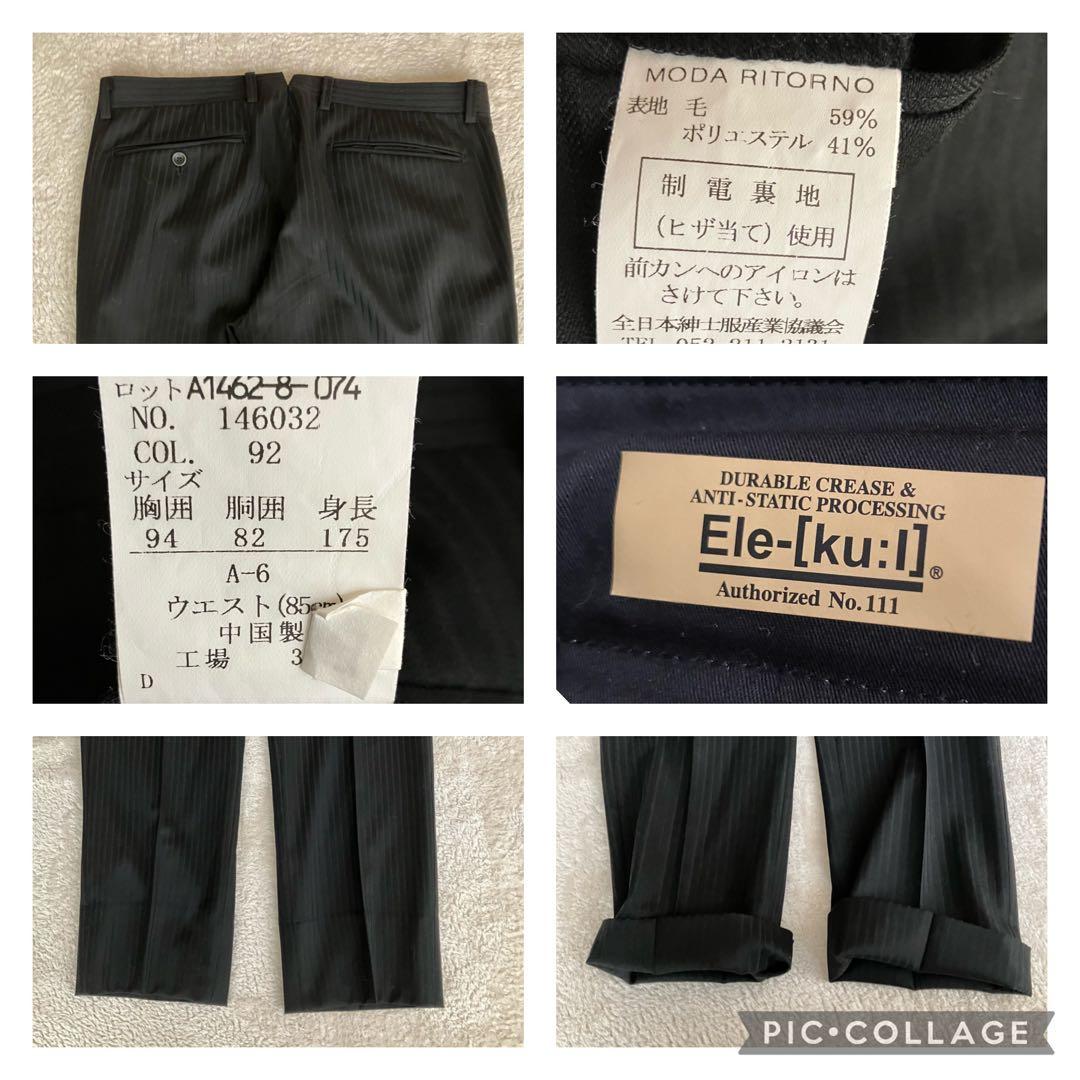 MODA RITORNO
表地 毛 59%
ポリエステル 41%
制電裏地
(ヒザ当て)使用
前カンへのアイロンは
さけて下さい。
全日本紳士服産業協議会
ロットA1462-8-074
NO. 146032
COL. 92
サイズ
胸囲 胴囲 身長
94 82 175
A-6
ウエスト(85cm)
中国製
工場 3
D
DURABLE CREASE &
ANTI-STATIC PROCESSING
Ele-[ku:l]®
Authorized No.111
PIC•COLLAGE